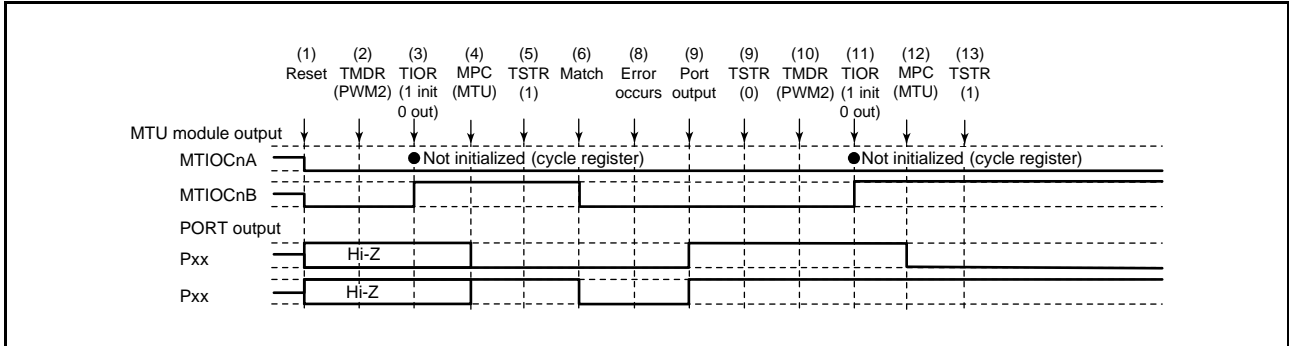 (1) (2) (3) (4) (5) (6) (8) (9) (9) (10) (11) (12) (13)
Reset TMDR TIOR MPC TSTR Match Error Port TSTR TMDR TIOR MPC TSTR
(PWM2) (1 init (MTU) (1) occurs output (0) (PWM2) (1 init (MTU) (1)
0 out) 0 out)
MTU module output
MTIOCnA Not initialized (cycle register) Not initialized (cycle register)
MTIOCnB
PORT output
Pxx Hi-Z
Pxx Hi-Z